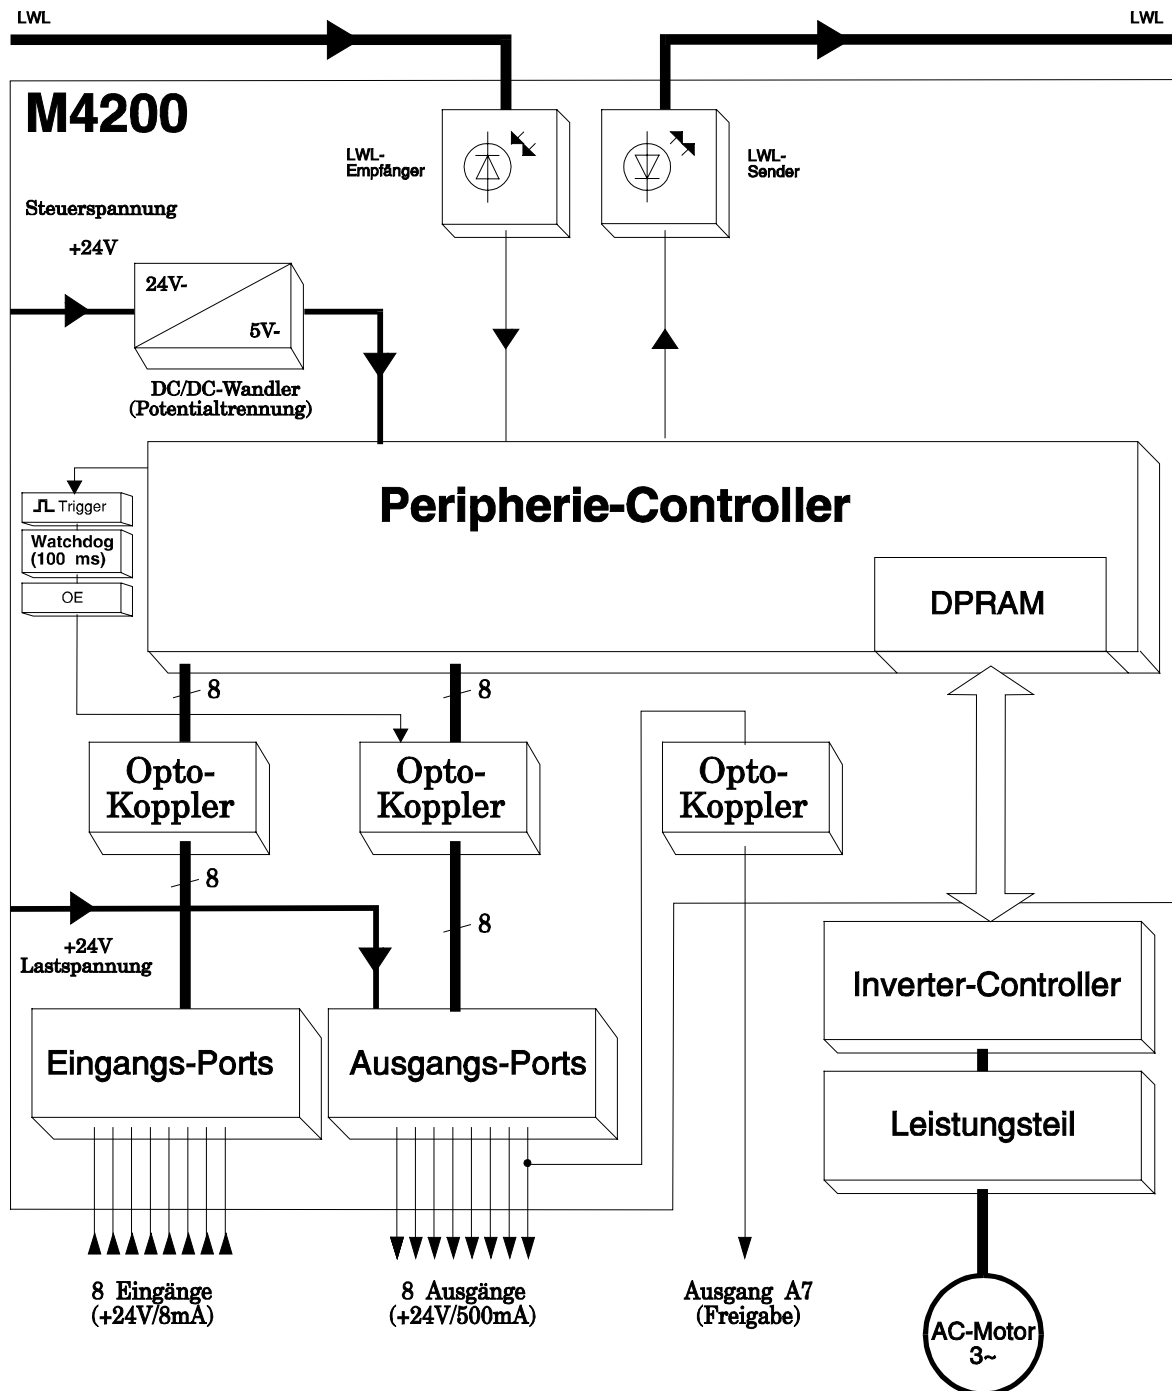 LWL
LWL
M4200
LWL-
Empfänger
LWL-
Sender
Steuerspannung
+24V
24V-
5V-
DC/DC-Wandler
(Potentialtrennung)
Trigger
Watchdog
(100 ms)
OE
Peripherie-Controller
DPRAM
8
8
Opto-
Koppler
Opto-
Koppler
Opto-
Koppler
8
8
+24V
Lastspannung
Eingangs-Ports
Ausgangs-Ports
Inverter-Controller
Leistungsteil
8 Eingänge
(+24V/8mA)
8 Ausgänge
(+24V/500mA)
Ausgang A7
(Freigabe)
AC-Motor
3~